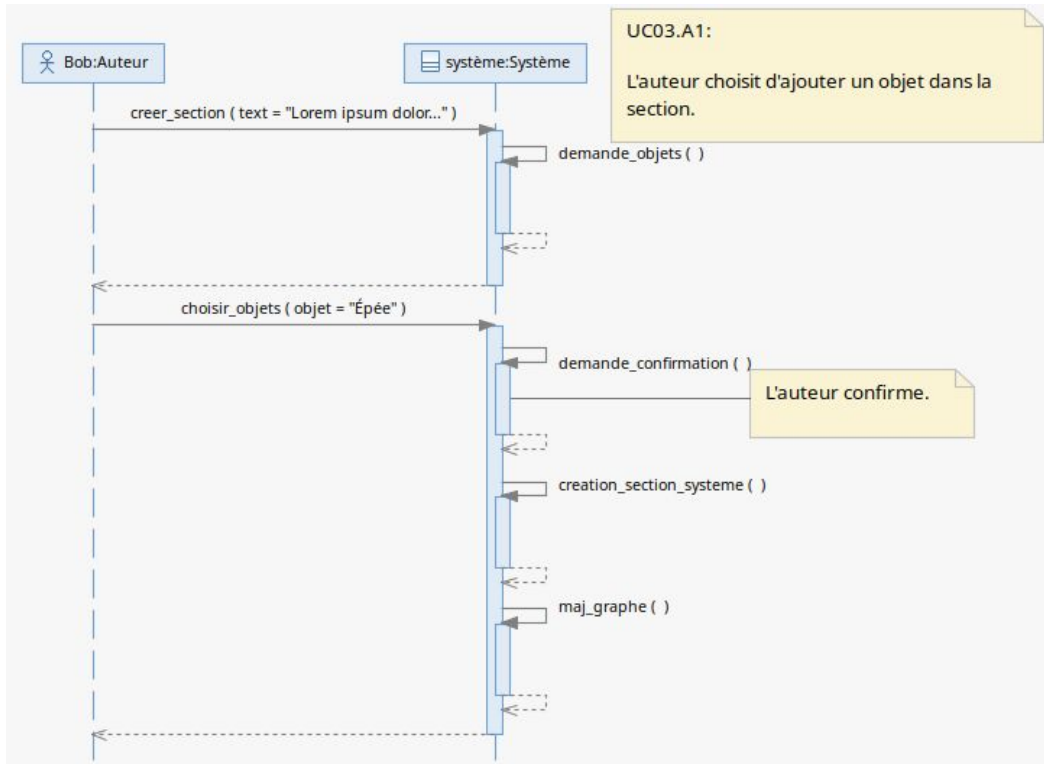 UC03.A1:
L'auteur choisit d'ajouter un objet dans la
section.
Bob:Auteur
système:Système
creer_section ( text = "Lorem ipsum dolor..." )
demande_objets (  )
choisir_objets ( objet = "Épée" )
demande_confirmation (  )
L'auteur confirme.
creation_section_systeme (  )
maj_graphe (  )